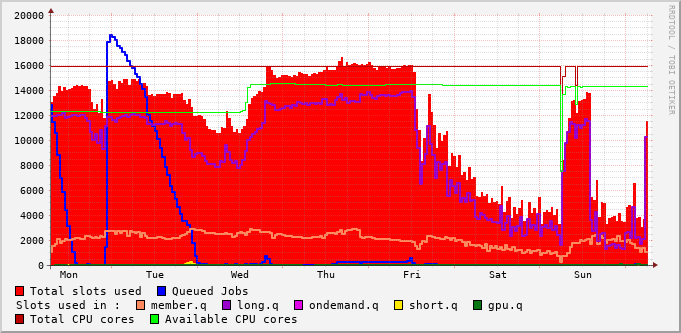 20000
18000
16000
14000
12000
10000
8000
6000
4000
2000
0
Mon Tue Wed Thu Fri Sat Sun
RRDTOOL / TOBI OETIKER
Total slots used Queued Jobs
Slots used in : member.q long.q ondemand.q short.q gpu.q
Total CPU cores Available CPU cores